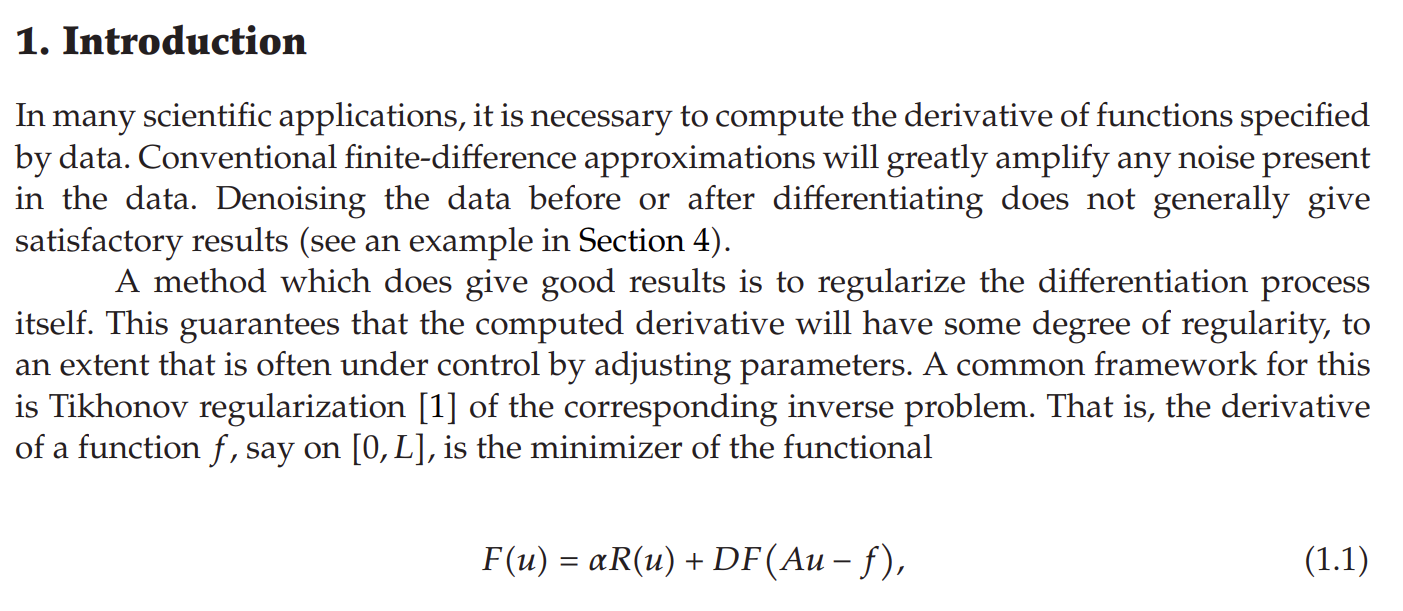 1. Introduction
In many scientific applications, it is necessary to compute the derivative of functions specified
by data. Conventional finite-difference approximations will greatly amplify any noise present
in the data. Denoising the data before or after differentiating does not generally give
satisfactory results (see an example in Section 4).
A method which does give good results is to regularize the differentiation process
itself. This guarantees that the computed derivative will have some degree of regularity, to
an extent that is often under control by adjusting parameters. A common framework for this
is Tikhonov regularization [1] of the corresponding inverse problem. That is, the derivative
of a function f, say on [0, L], is the minimizer of the functional
F(u) = αR(u) + DF(Au − f), (1.1)